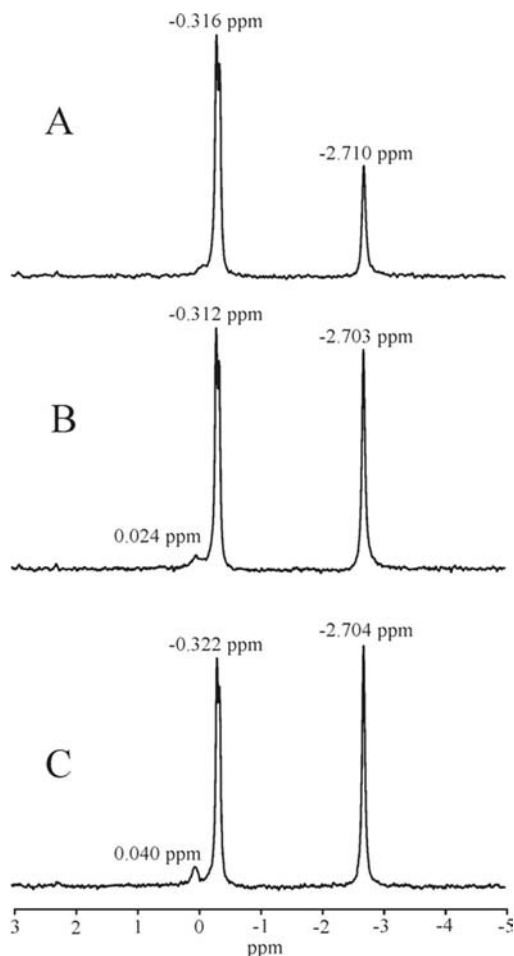 -0.316 ppm
A
-2.710 ppm
-0.312 ppm
-2.703 ppm
B
0.024 ppm
-0.322 ppm
-2.704 ppm
C
0.040 ppm
3 2 1 0 -1 -2 -3 -4 -5
ppm